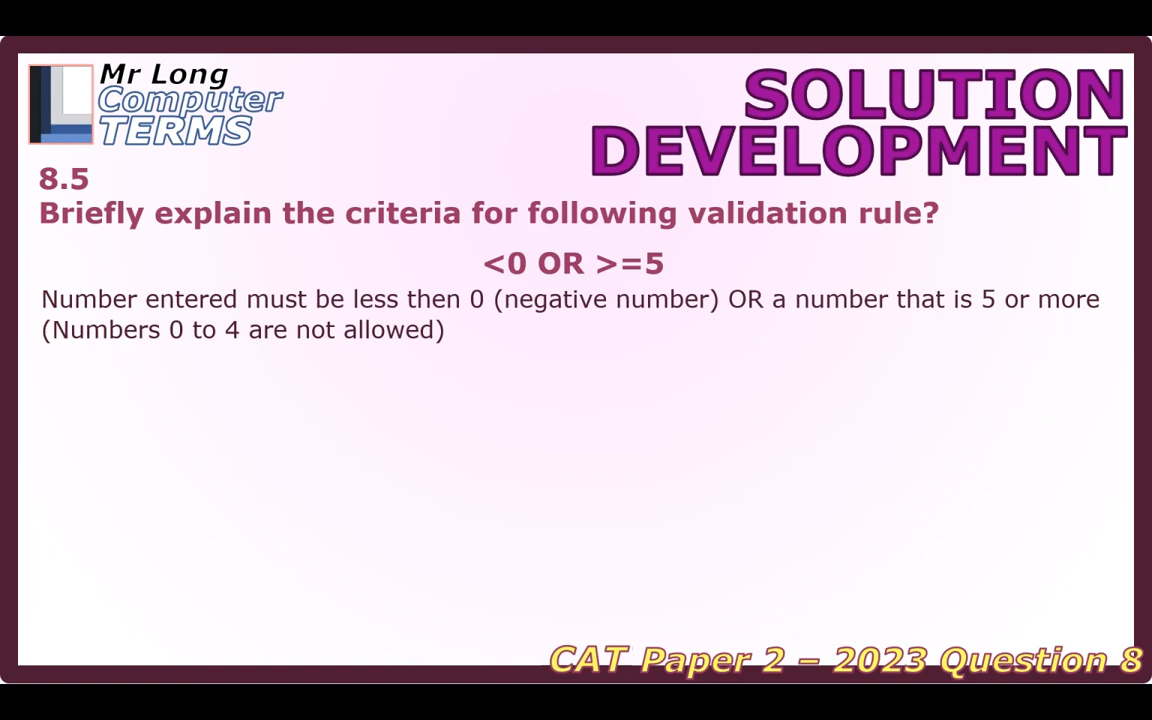 Mr Long
Computer
TERMS
SOLUTION
DEVELOPMENT
8.5
Briefly explain the criteria for following validation rule?
<0 OR >=5
Number entered must be less then 0 (negative number) OR a number that is 5 or more
(Numbers 0 to 4 are not allowed)
CAT Paper 2 – 2023 Question 8